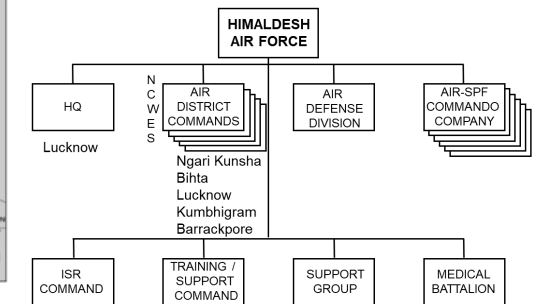 HIMALDESH
AIR FORCE
HQ
Lucknow
N
C
W
E
S
AIR
DISTRICT
COMMANDS
Ngari Kunsha
Bihta
Lucknow
Kumbhigram
Barrackpore
AIR
DEFENSE
DIVISION
AIR-SPF
COMMANDO
COMPANY
ISR
COMMAND
TRAINING /
SUPPORT
COMMAND
SUPPORT
GROUP
MEDICAL
BATTALION